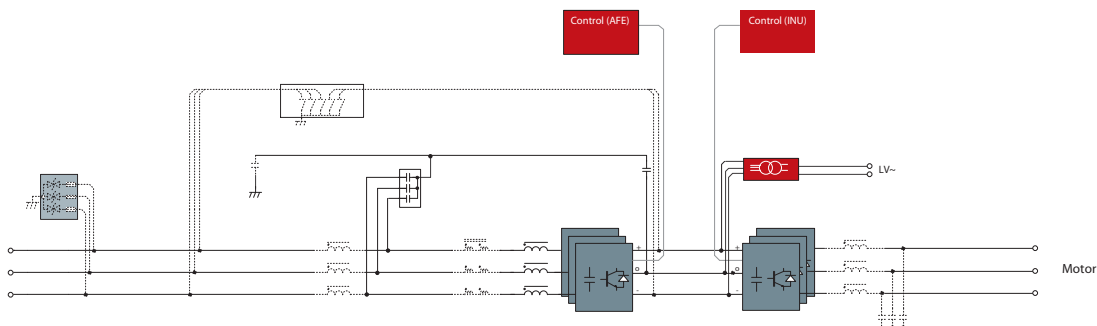 Control (AFE)
Control (INU)
LV~
+
o
-
+
o
-
Motor